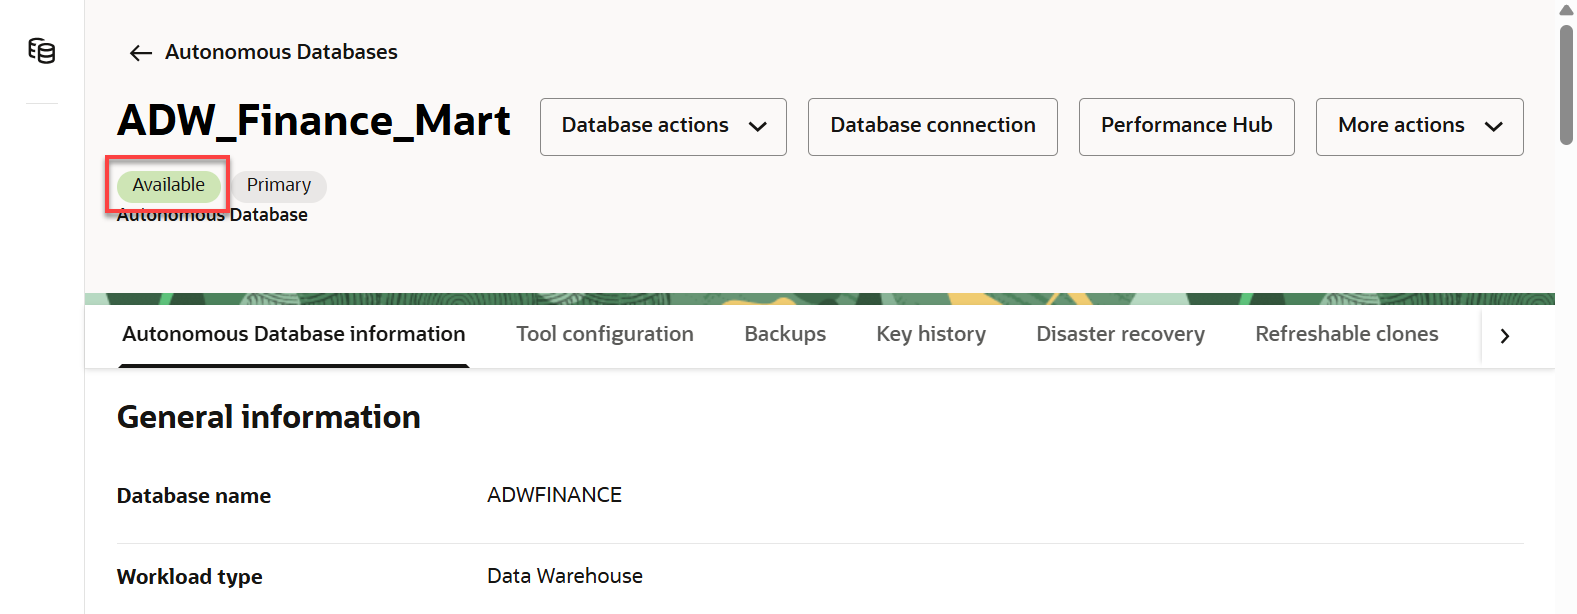 Autonomous Databases
ADW_Finance_Mart
Database actions
Database connection
Performance Hub
More actions
Available
Primary
Autonomous Database
Autonomous Database information
Tool configuration
Backups
Key history
Disaster recovery
Refreshable clones
General information
Database name
ADWFINANCE
Workload type
Data Warehouse